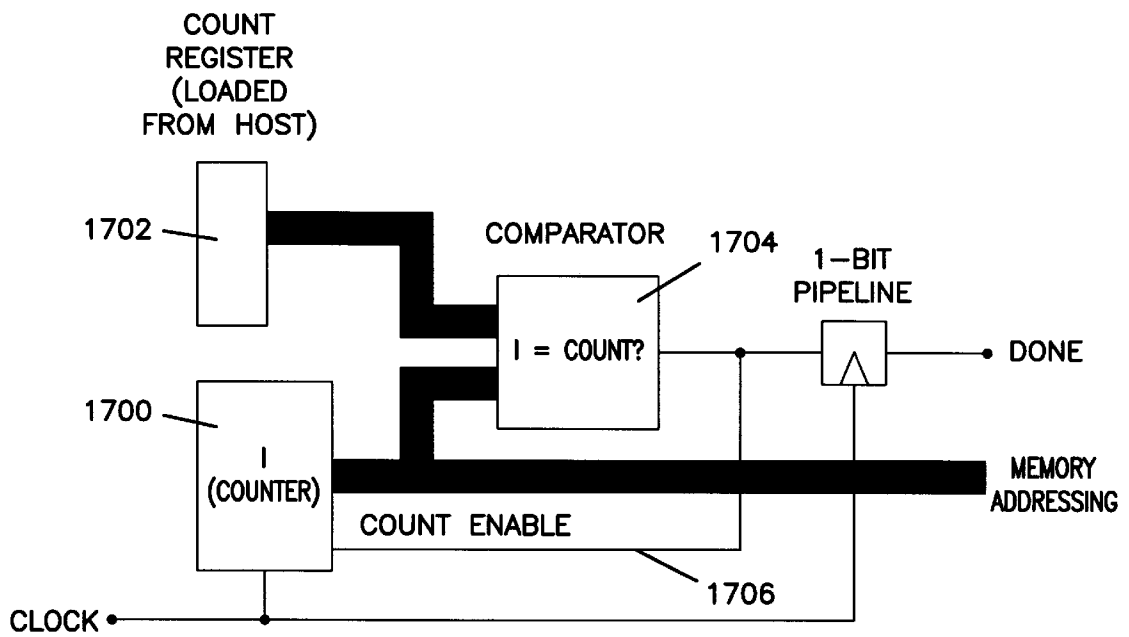 COUNT
REGISTER
(LOADED
FROM HOST)
1702
COMPARATOR
1704
1-BIT
PIPELINE
I = COUNT?
DONE
1700
I
(COUNTER)
MEMORY
ADDRESSING
COUNT ENABLE
1706
CLOCK